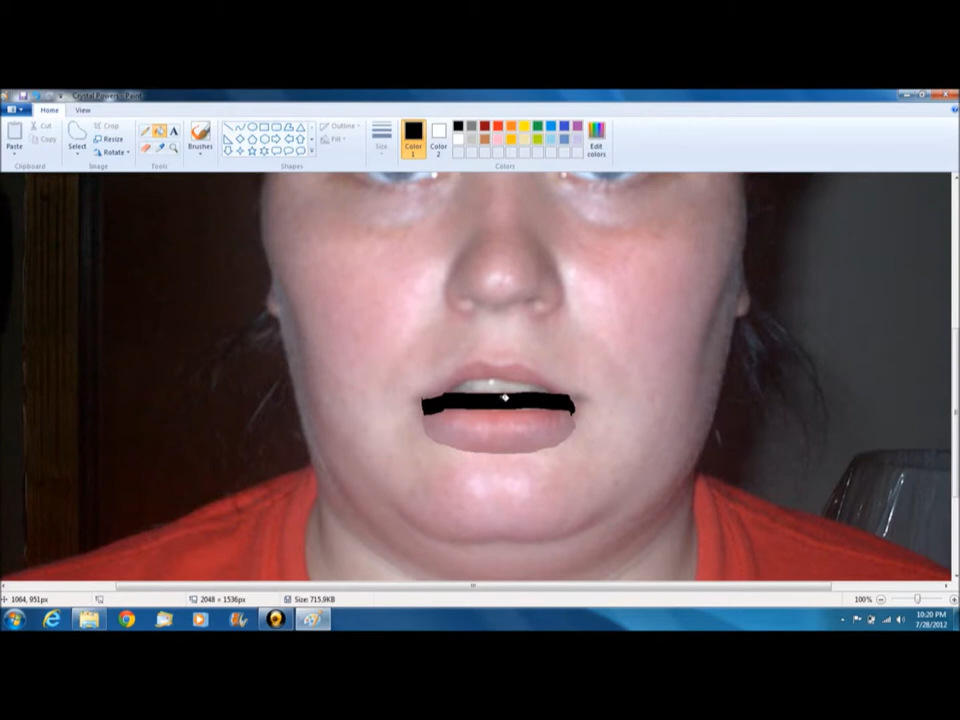 Crystal Powers - Paint
Home View
Paste
Cut
Copy
Clipboard
Select
Crop
Resize
Rotate
Image
A
Tools
Brushes
Outline
Fill
Shapes
Size
Color 1
Color 2
Edit colors
Colors
1064, 951px
2048 × 1536px
Size: 715.9KB
100%
10:20 PM
7/28/2012